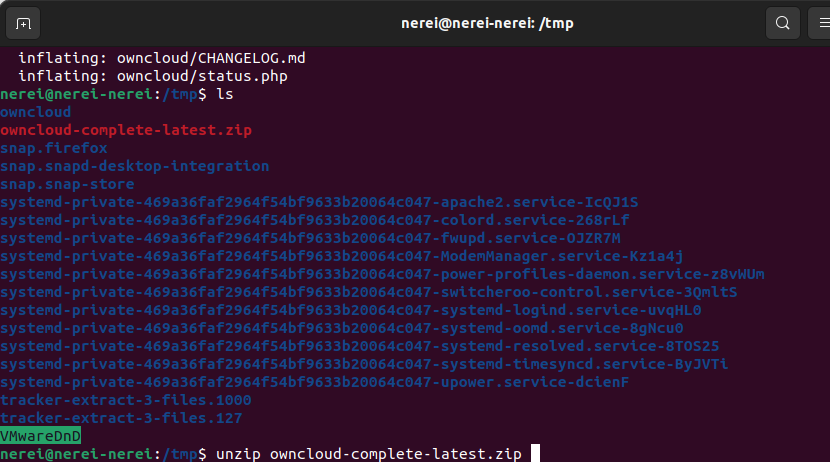 nerei@nerei-nerei: /tmp
inflating: owncloud/CHANGELOG.md
inflating: owncloud/status.php
nerei@nerei-nerei:/tmp$ ls
owncloud
owncloud-complete-latest.zip
snap.firefox
snap.snapd-desktop-integration
snap.snap-store
systemd-private-469a36faf2964f54bf9633b20064c047-apache2.service-IcQJ1S
systemd-private-469a36faf2964f54bf9633b20064c047-colord.service-268rLf
systemd-private-469a36faf2964f54bf9633b20064c047-fwupd.service-OJZR7M
systemd-private-469a36faf2964f54bf9633b20064c047-ModemManager.service-Kz1a4j
systemd-private-469a36faf2964f54bf9633b20064c047-power-profiles-daemon.service-z8vWUm
systemd-private-469a36faf2964f54bf9633b20064c047-switcheroo-control.service-3QmltS
systemd-private-469a36faf2964f54bf9633b20064c047-systemd-logind.service-uvqHL0
systemd-private-469a36faf2964f54bf9633b20064c047-systemd-oomd.service-8gNcu0
systemd-private-469a36faf2964f54bf9633b20064c047-systemd-resolved.service-8TOS25
systemd-private-469a36faf2964f54bf9633b20064c047-systemd-timesyncd.service-ByJVTi
systemd-private-469a36faf2964f54bf9633b20064c047-upower.service-dcienF
tracker-extract-3-files.1000
tracker-extract-3-files.127
VMwareDnD
nerei@nerei-nerei:/tmp$ unzip owncloud-complete-latest.zip